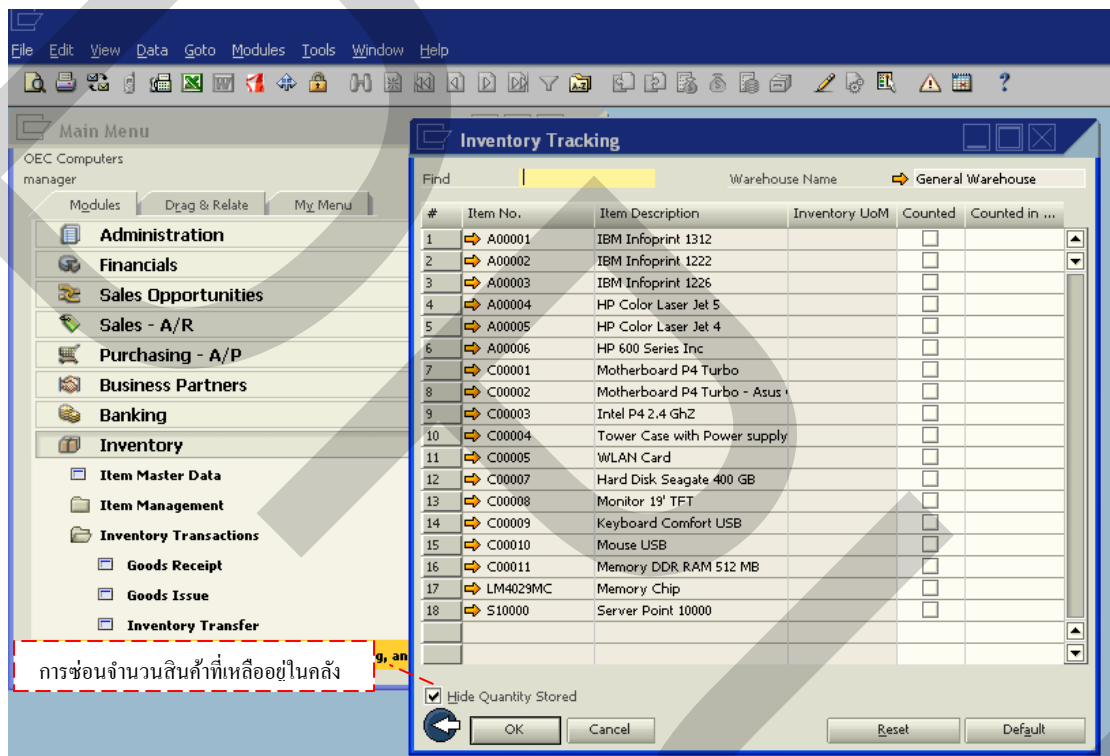 File Edit View Data Goto Modules Tools Window Help
Main Menu
OEC Computers
manager
Modules Drag & Relate My Menu
Administration
Financials
Sales Opportunities
Sales - A/R
Purchasing - A/P
Business Partners
Banking
Inventory
Item Master Data
Item Management
Inventory Transactions
Goods Receipt
Goods Issue
Inventory Transfer
g, an
การซ่อนจำนวนสินค้าที่เหลืออยู่ในคลัง
Inventory Tracking
Find Warehouse Name General Warehouse
# Item No. Item Description Inventory UoM Counted Counted in ...
1 A00001 IBM Infoprint 1312
2 A00002 IBM Infoprint 1222
3 A00003 IBM Infoprint 1226
4 A00004 HP Color Laser Jet 5
5 A00005 HP Color Laser Jet 4
6 A00006 HP 600 Series Inc
7 C00001 Motherboard P4 Turbo
8 C00002 Motherboard P4 Turbo - Asus
9 C00003 Intel P4 2.4 GhZ
10 C00004 Tower Case with Power supply
11 C00005 WLAN Card
12 C00007 Hard Disk Seagate 400 GB
13 C00008 Monitor 19' TFT
14 C00009 Keyboard Comfort USB
15 C00010 Mouse USB
16 C00011 Memory DDR RAM 512 MB
17 LM4029MC Memory Chip
18 S10000 Server Point 10000
Hide Quantity Stored
OK Cancel Reset Default